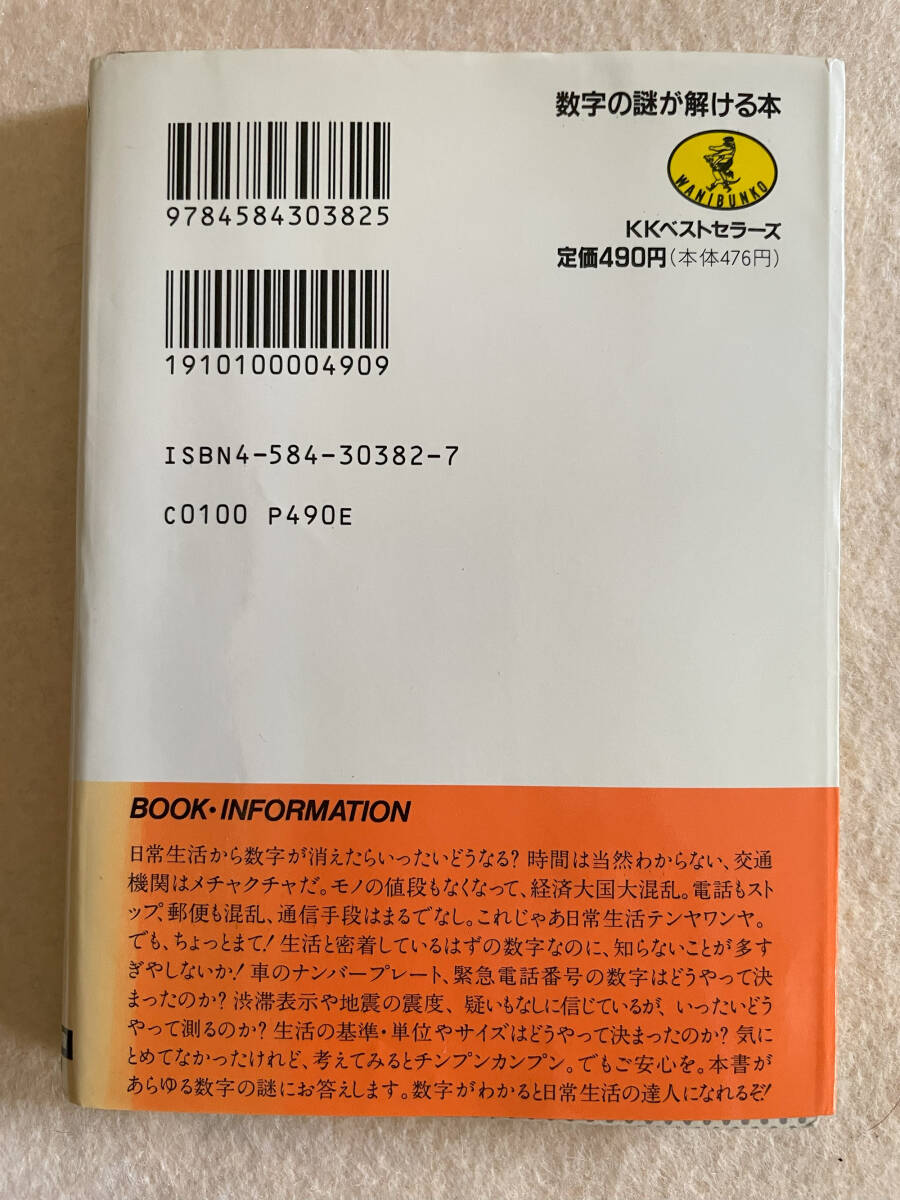 数字の謎が解ける本
WANIBUNKO
KKベストセラーズ
定価490円(本体476円)
9784584303825
1910100004909
ISBN4-584-30382-7
C0100 P490E
BOOK・INFORMATION
日常生活から数字が消えたらいったいどうなる?時間は当然わからない、交通
機関はメチャクチャだ。モノの値段もなくなって、経済大国大混乱。電話もスト
ップ、郵便も混乱、通信手段はまるでなし。これじゃあ日常生活テンヤワンヤ。
でも、ちょっとまて!生活と密着しているはずの数字なのに、知らないことが多す
ぎやしないか!車のナンバープレート、緊急電話番号の数字はどうやって決
まったのか?渋滞表示や地震の震度、疑いもなしに信じているが、いったいどう
やって測るのか?生活の基準・単位やサイズはどうやって決まったのか?気に
とめてなかったけれど、考えてみるとチンプンカンプン。でもご安心を。本書が
あらゆる数字の謎にお答えします。数字がわかると日常生活の達人になれるぞ!